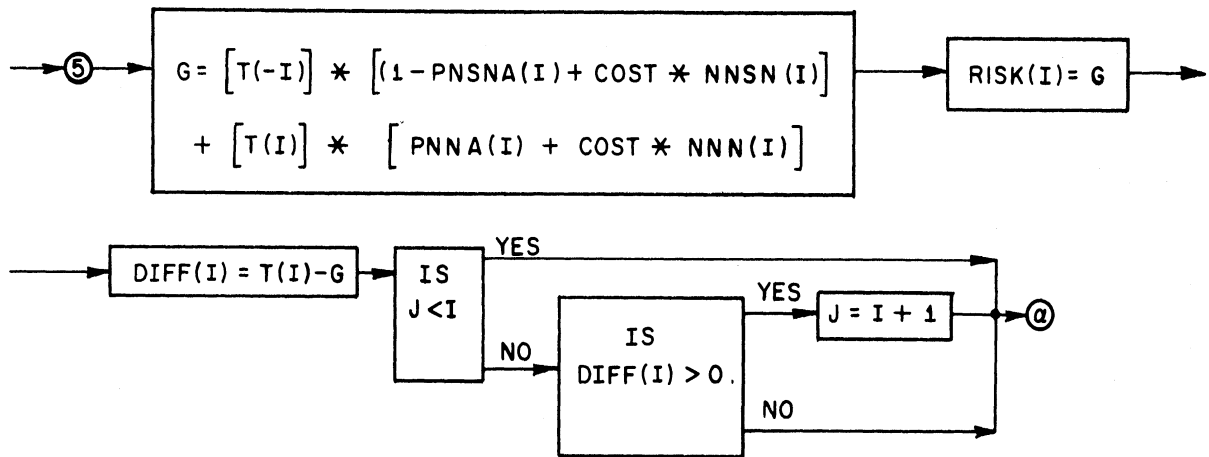 5
G = [T(-I)] * [(1-PNSNA(I) + COST * NNSN(I)]
+ [T(I)] * [PNNA(I) + COST * NNN(I)]
RISK(I) = G
DIFF(I) = T(I)-G
IS
J<I
YES
NO
IS
DIFF(I) > 0.
YES
NO
J = I + 1
α